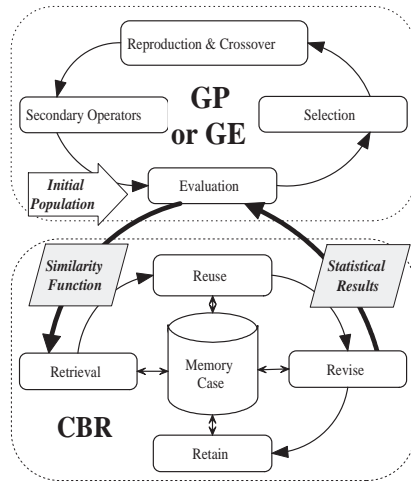 Reproduction & Crossover
GP
or GE
Secondary Operators
Selection
Initial
Population
Evaluation
Similarity
Function
Statistical
Results
Reuse
Retrieval
Memory
Case
Revise
CBR
Retain